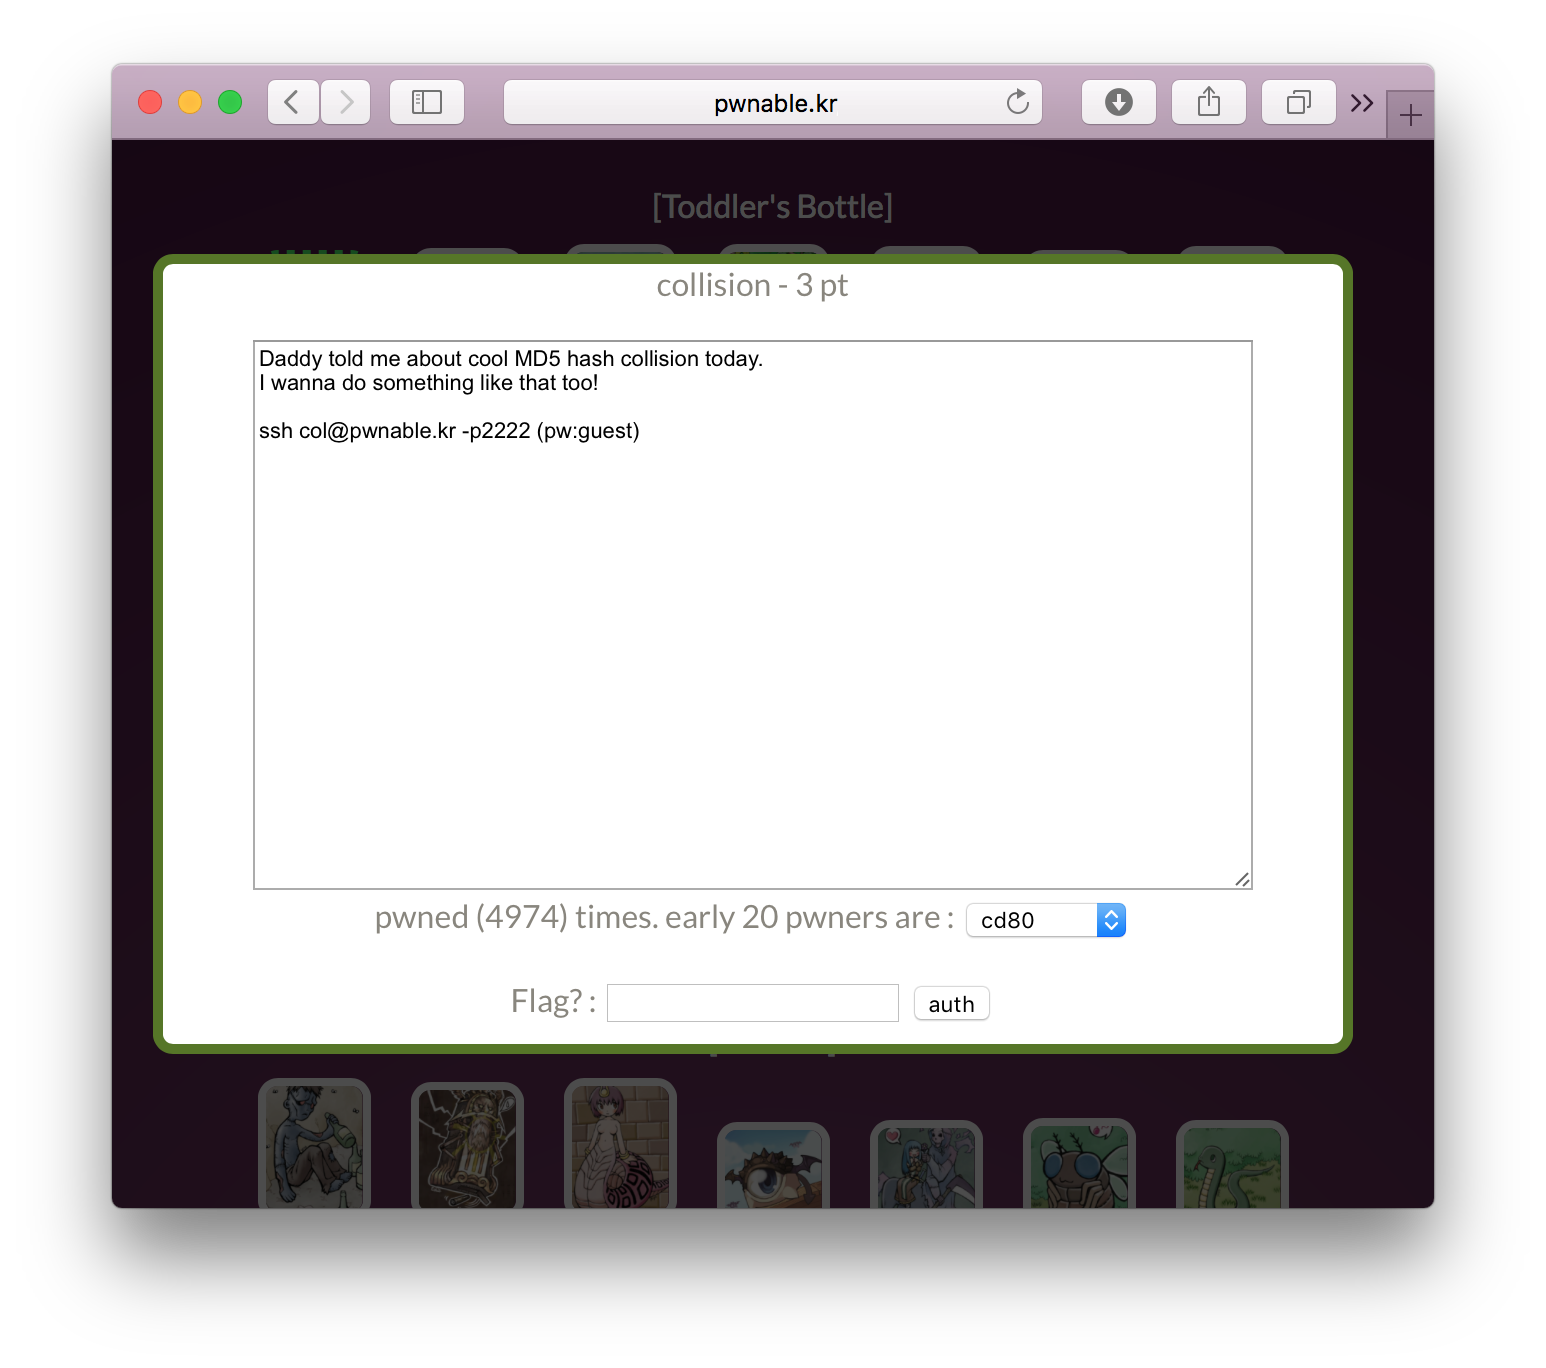 pwnable.kr
[Toddler's Bottle]
collision - 3 pt
Daddy told me about cool MD5 hash collision today.
I wanna do something like that too!
ssh col@pwnable.kr -p2222 (pw:guest)
pwned (4974) times. early 20 pwners are : cd80
Flag? : auth